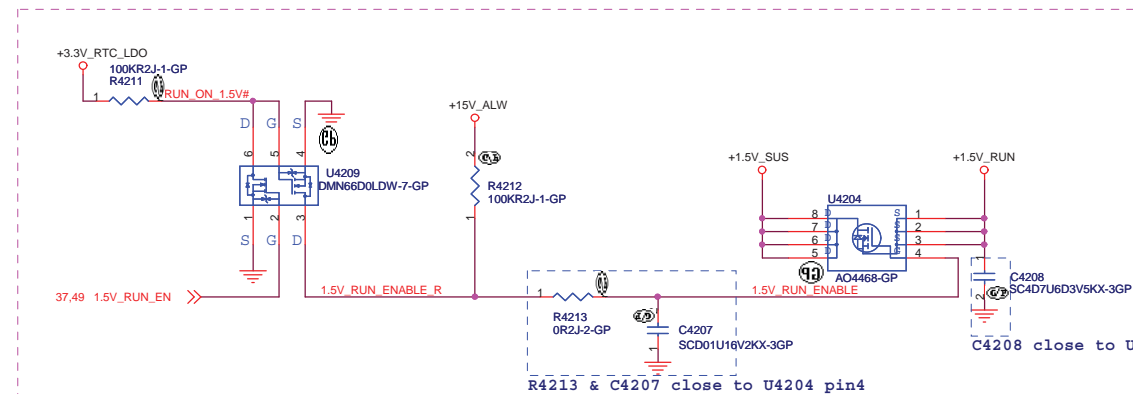 +3.3V_RTC_LDO
100KR2J-1-GP
R4211
1
RUN_ON_1.5V#
+15V_ALW
D G S
6 5 4
2
U4209
DMN66D0LDW-7-GP
R4212
100KR2J-1-GP
1
1 2 3
S G D
+1.5V_SUS
+1.5V_RUN
U4204
8 D S 1
7 D S 2
6 D S 3
5 D 4
AO4468-GP
37,49 1.5V_RUN_EN
1.5V_RUN_ENABLE_R
1
R4213
0R2J-2-GP
1.5V_RUN_ENABLE
C4207
SCD01U16V2KX-3GP
1
1
C4208
SC4D7U6D3V5KX-3GP
2
C4208 close to U
R4213 & C4207 close to U4204 pin4